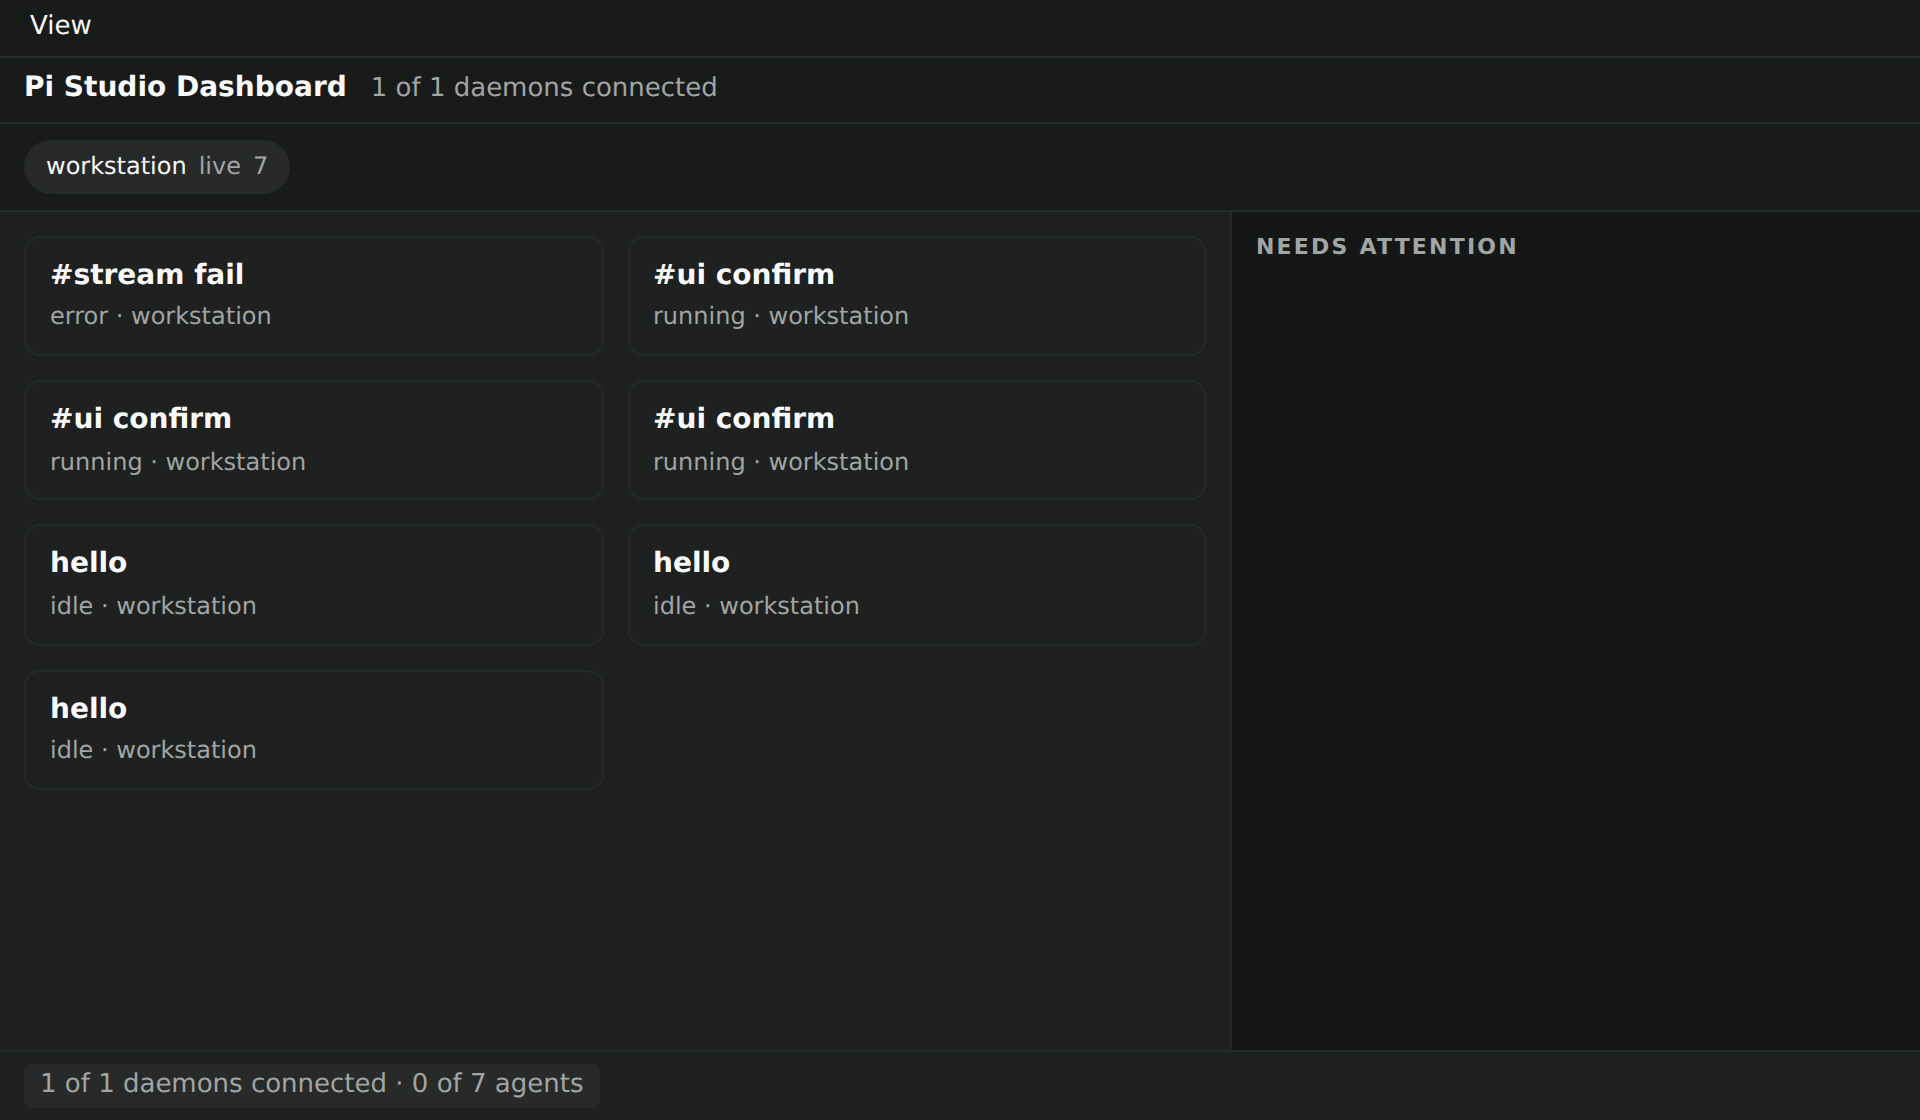 View
Pi Studio Dashboard 1 of 1 daemons connected
workstation live 7
#stream fail
error · workstation
#ui confirm
running · workstation
#ui confirm
running · workstation
#ui confirm
running · workstation
hello
idle · workstation
hello
idle · workstation
hello
idle · workstation
NEEDS ATTENTION
1 of 1 daemons connected · 0 of 7 agents